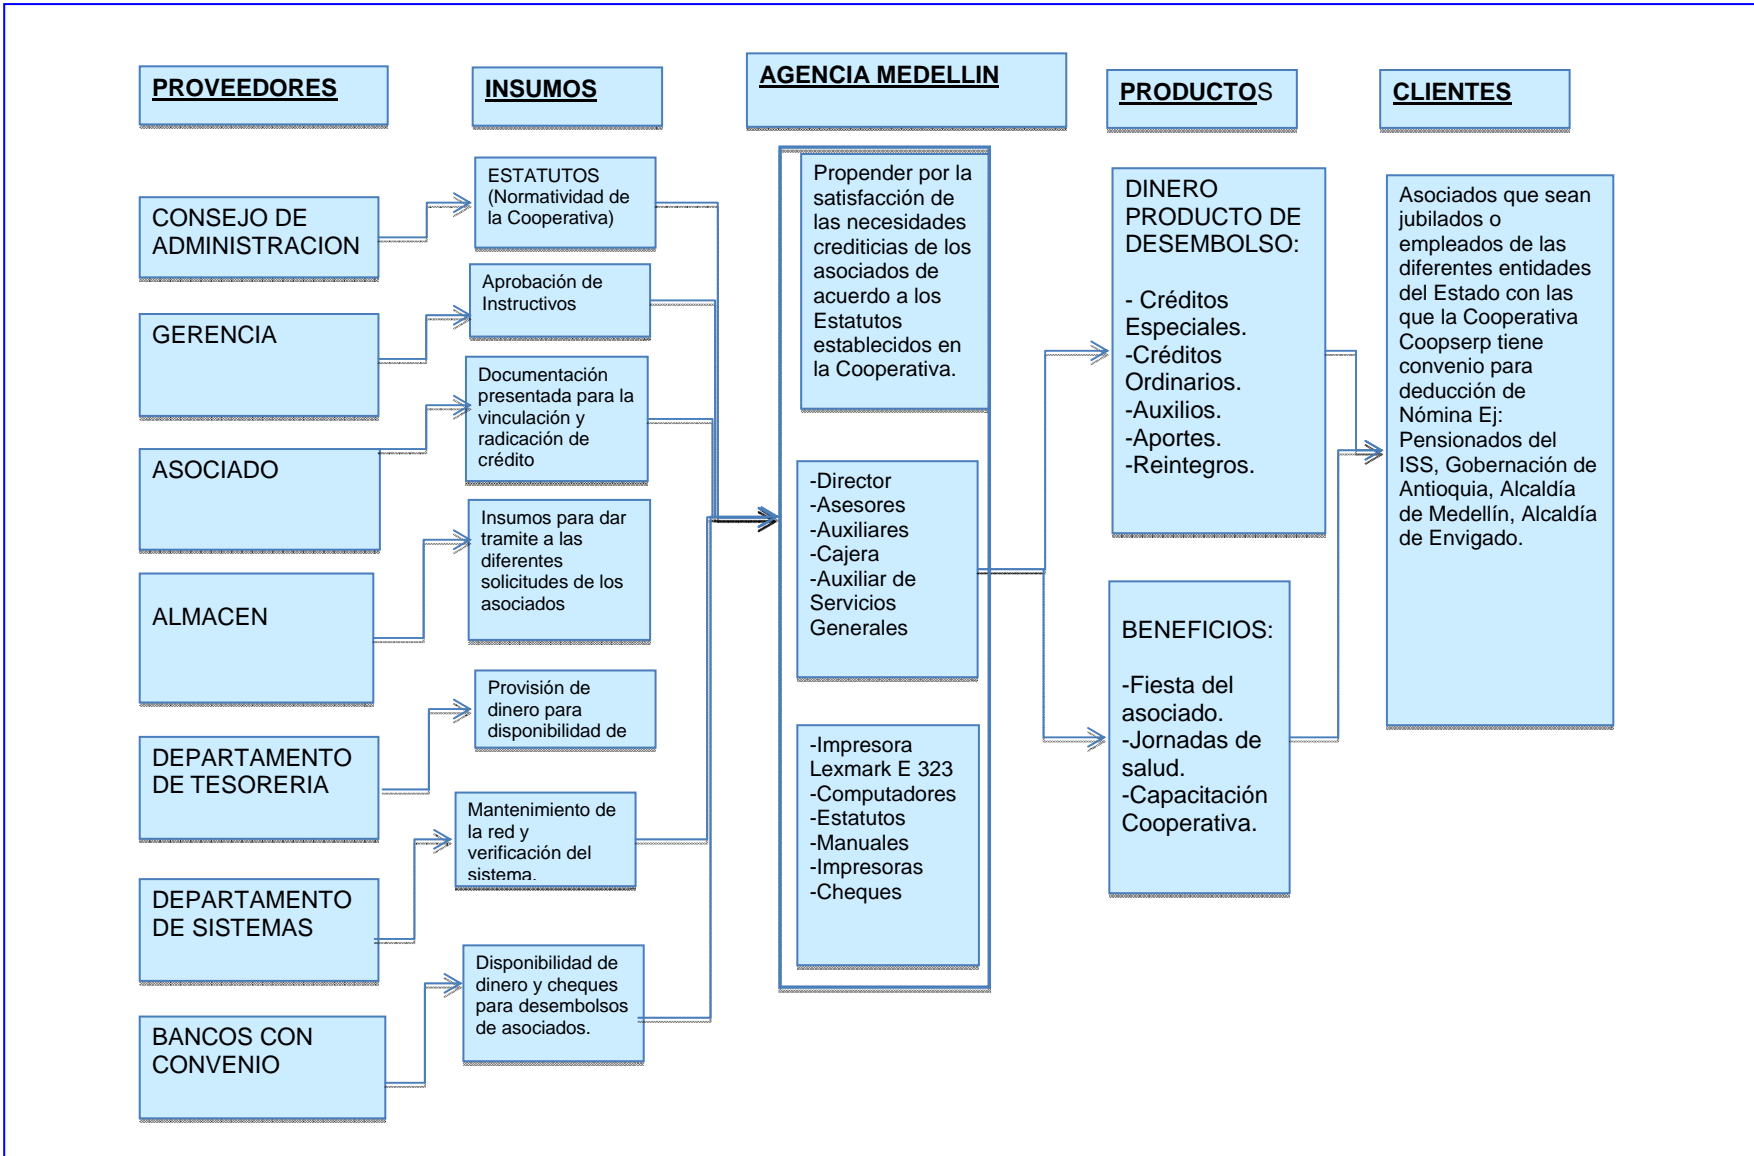 PROVEEDORES
INSUMOS
AGENCIA MEDELLIN
PRODUCTOS
CLIENTES
CONSEJO DE
ADMINISTRACION
GERENCIA
ASOCIADO
ALMACEN
DEPARTAMENTO
DE TESORERIA
DEPARTAMENTO
DE SISTEMAS
BANCOS CON
CONVENIO
ESTATUTOS
(Normatividad de
la Cooperativa)
Aprobación de
Instructivos
Documentación
presentada para la
vinculación y
radicación de
crédito
Insumos para dar
tramite a las
diferentes
solicitudes de los
asociados
Provisión de
dinero para
disponibilidad de
Mantenimiento de
la red y
verificación del
sistema.
Disponibilidad de
dinero y cheques
para desembolsos
de asociados.
Propender por la
satisfacción de
las necesidades
crediticias de los
asociados de
acuerdo a los
Estatutos
establecidos en
la Cooperativa.
-Director
-Asesores
-Auxiliares
-Cajera
-Auxiliar de
Servicios
Generales
-Impresora
Lexmark E 323
-Computadores
-Estatutos
-Manuales
-Impresoras
-Cheques
DINERO
PRODUCTO DE
DESEMBOLSO:
- Créditos
Especiales.
-Créditos
Ordinarios.
-Auxilios.
-Aportes.
-Reintegros.
BENEFICIOS:
-Fiesta del
asociado.
-Jornadas de
salud.
-Capacitación
Cooperativa.
Asociados que sean
jubilados o
empleados de las
diferentes entidades
del Estado con las
que la Cooperativa
Coopserp tiene
convenio para
deducción de
Nómina Ej:
Pensionados del
ISS, Gobernación de
Antioquia, Alcaldía
de Medellín, Alcaldía
de Envigado.